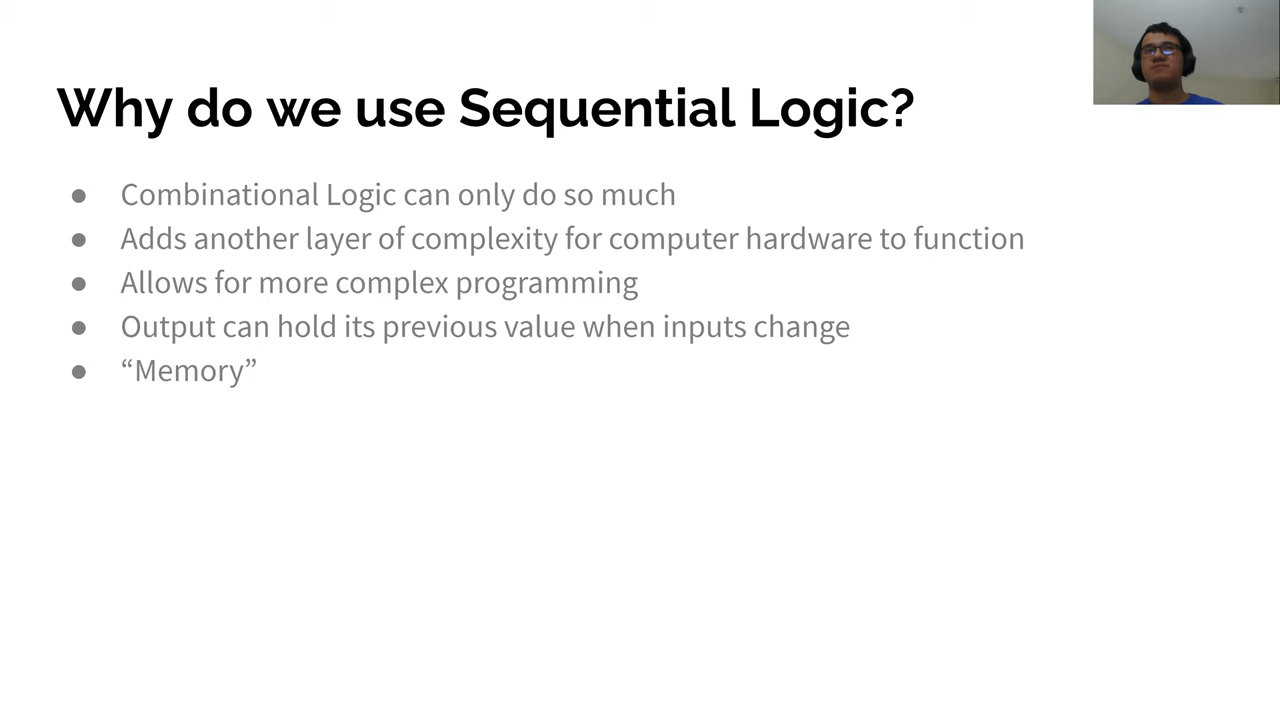 Why do we use Sequential Logic?
● Combinational Logic can only do so much
● Adds another layer of complexity for computer hardware to function
● Allows for more complex programming
● Output can hold its previous value when inputs change
● “Memory”